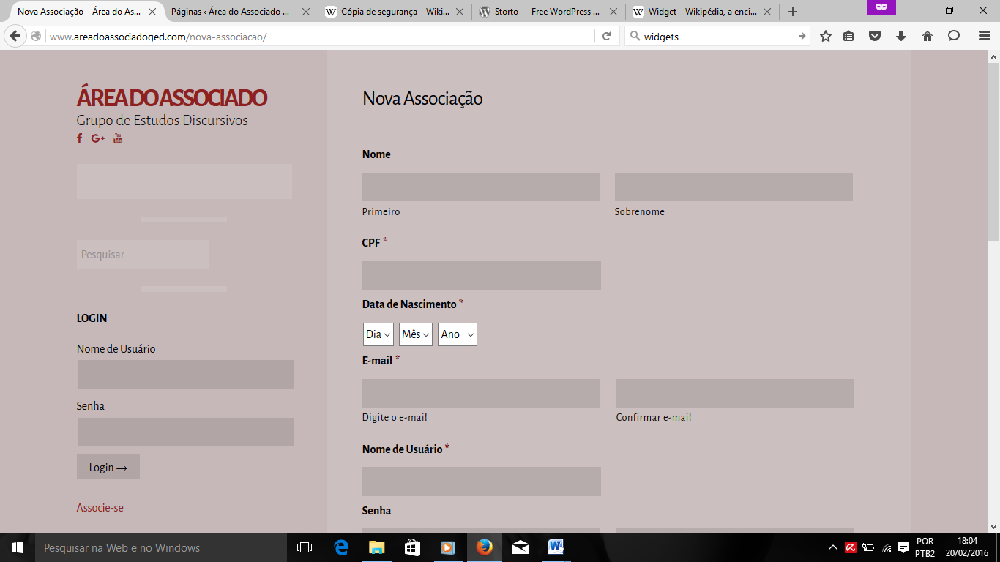 Nova Associação – Área do As...
Páginas ‹ Área do Associado ...
Cópia de segurança – Wiki...
Storto — Free WordPress ...
Widget – Wikipédia, a enci...
www.areadoassociadoged.com/nova-associacao/
widgets
ÁREA DO ASSOCIADO
Grupo de Estudos Discursivos
Pesquisar …
LOGIN
Nome de Usuário
Senha
Login →
Associe-se
Nova Associação
Nome
Primeiro Sobrenome
CPF *
Data de Nascimento *
Dia Mês Ano
E-mail *
Digite o e-mail Confirmar e-mail
Nome de Usuário *
Senha
Pesquisar na Web e no Windows
POR
PTB2
18:04
20/02/2016